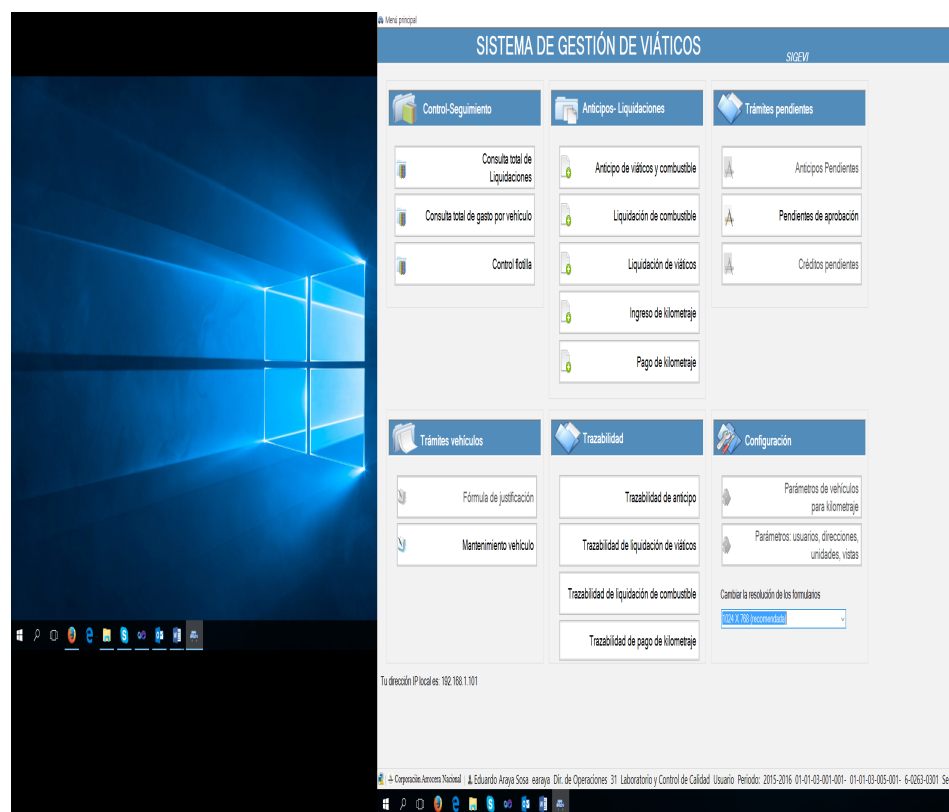 Menú principal
SISTEMA DE GESTIÓN DE VIÁTICOS
SIGEVI
Control-Seguimiento
Consulta total de
Liquidaciones
Consulta total de gasto por vehículo
Control flotilla
Anticipos- Liquidaciones
Anticipo de viáticos y combustible
Liquidación de combustible
Liquidación de viáticos
Ingreso de kilometraje
Pago de kilometraje
Trámites pendientes
Anticipos Pendientes
Pendientes de aprobación
Créditos pendientes
Trámites vehículos
Fórmula de justificación
Mantenimiento vehículo
Trazabilidad
Trazabilidad de anticipo
Trazabilidad de liquidación de viáticos
Trazabilidad de liquidación de combustible
Trazabilidad de pago de kilometraje
Configuración
Parámetros de vehículos
para kilometraje
Parámetros: usuarios, direcciones,
unidades, vistas
Cambiar la resolución de los formularios
1024 X 768 (recomendada)
Tu dirección IP local es: 192.168.1.101
Corporación Arrocera Nacional Eduardo Araya Sosa earaya Dir. de Operaciones 31 Laboratorio y Control de Calidad Usuario Periodo: 2015-2016 01-01-03-001-001- 01-01-03-005-001- 6-0263-0301 Se